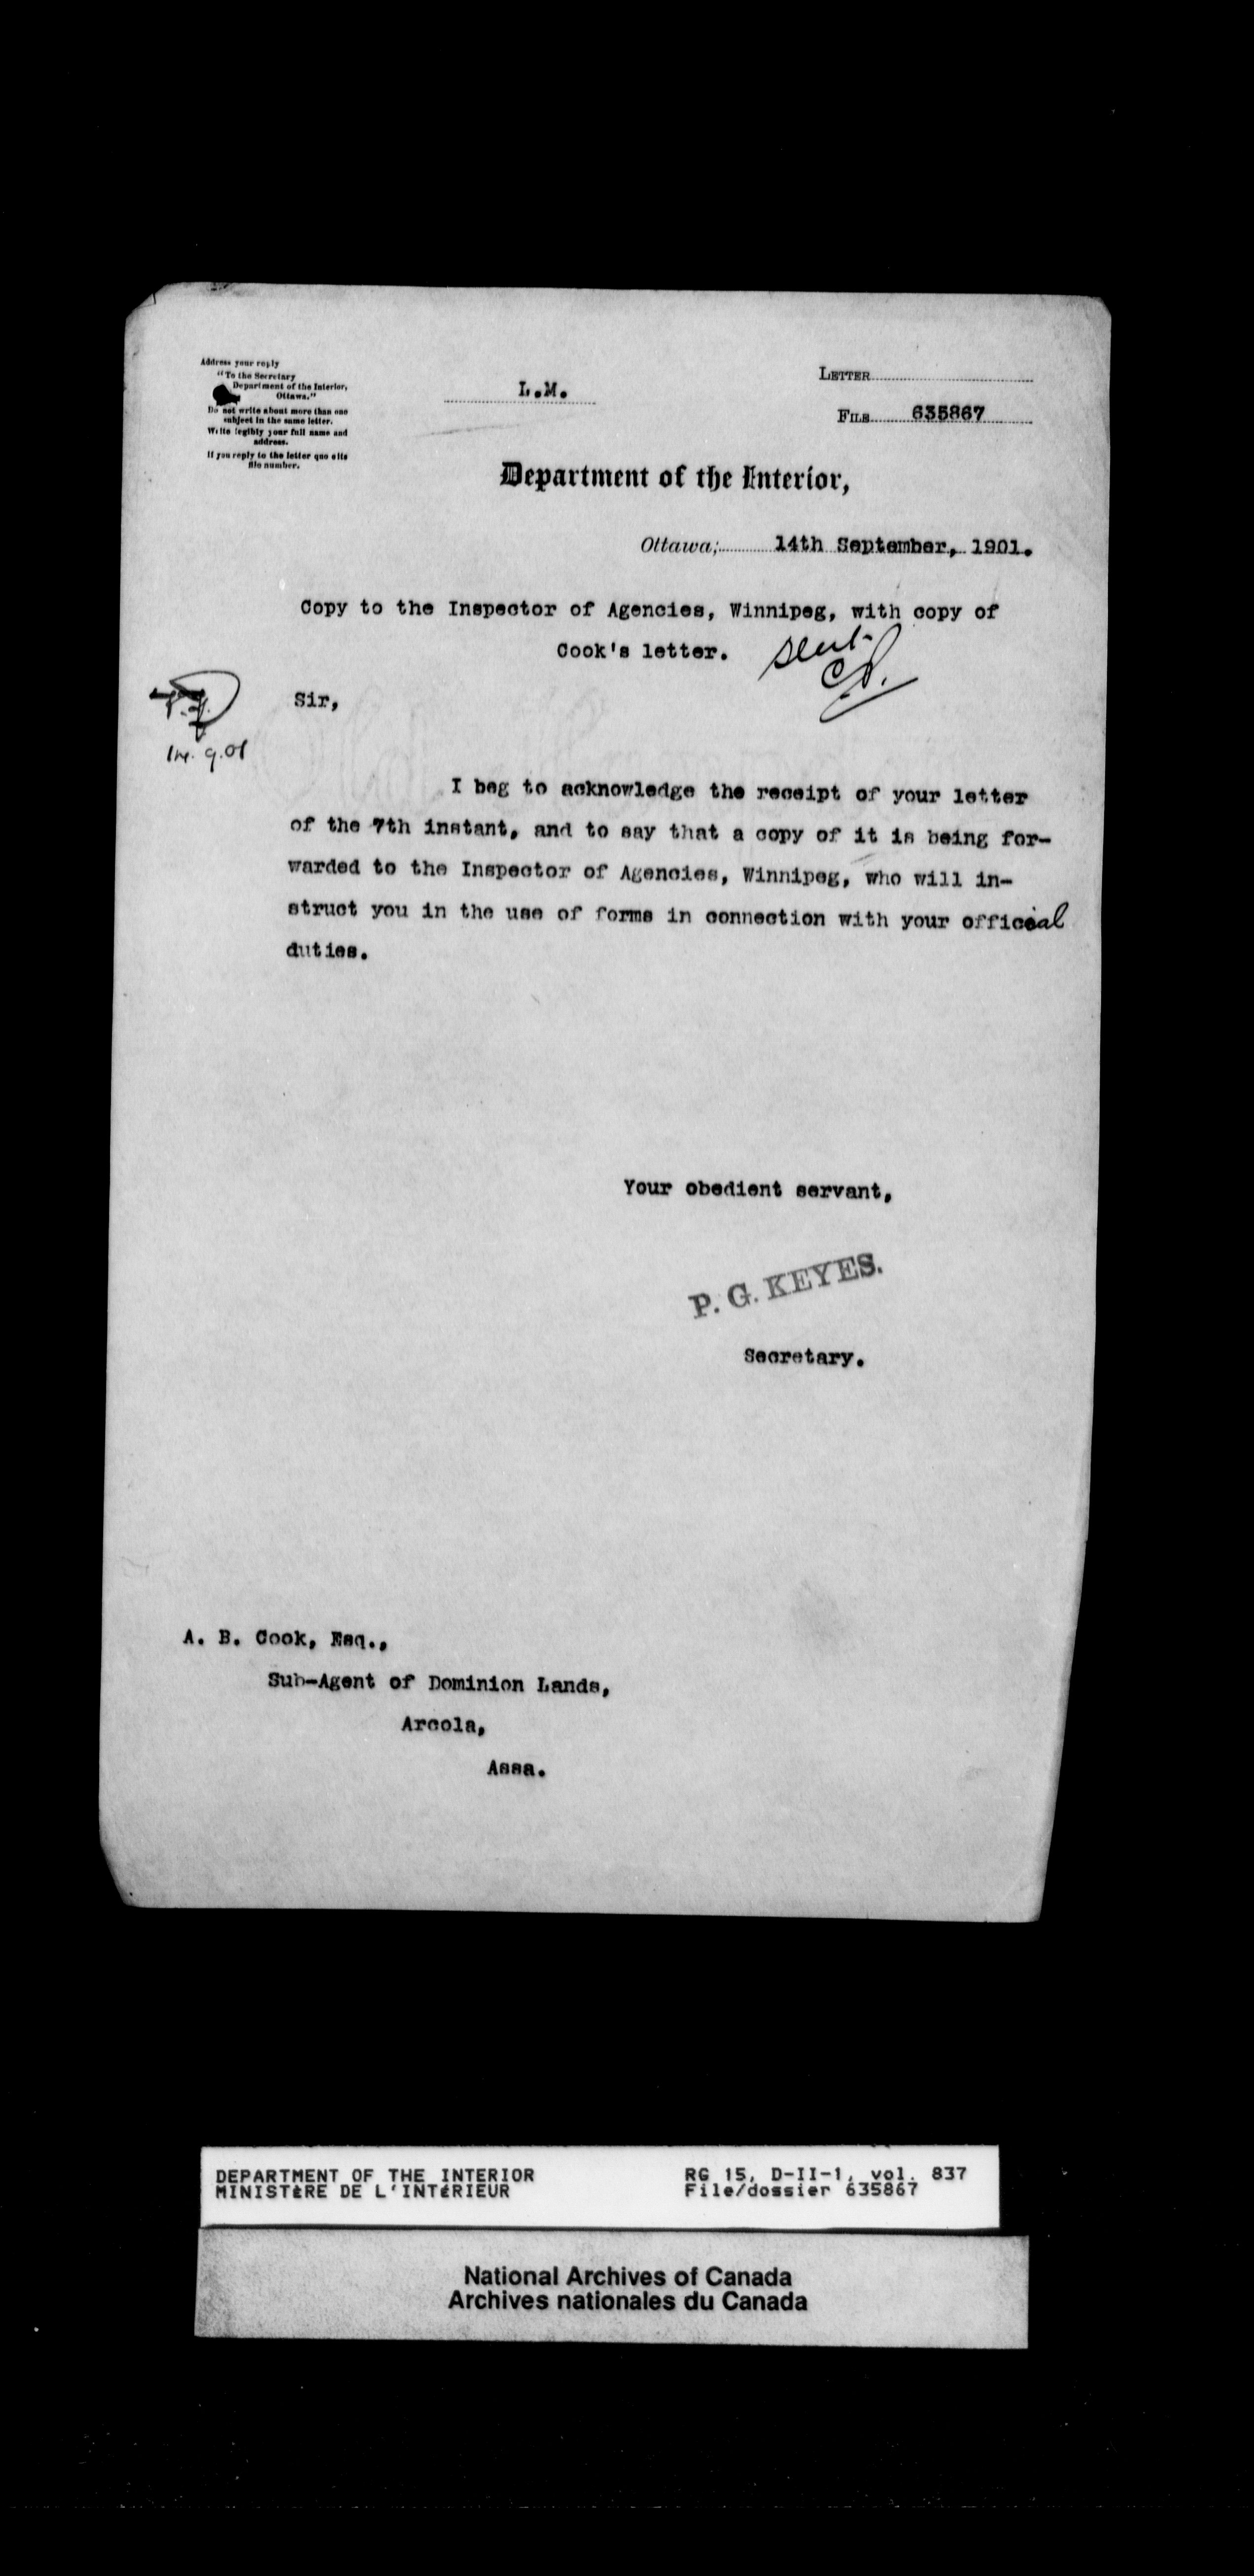 Address your reply
"To the Secretary
Department of the Interior,
Ottawa."
Do not write about more than one
subject in the same letter.
Write legibly your full name and
address.
If you reply to the letter quo e its
file number.
L.M.
LETTER
FILE 635867
Department of the Interior,
Ottawa, 14th September, 1901.
Copy to the Inspector of Agencies, Winnipeg, with copy of
Cook's letter. sent
Sir,
14.9.01
I beg to acknowledge the receipt of your letter
of the 7th instant, and to say that a copy of it is being for-
warded to the Inspector of Agencies, Winnipeg, who will in-
struct you in the use of forms in connection with your official
duties.
Your obedient servant,
P. G. KEYES.
Secretary.
A. B. Cook, Esq.,
Sub-Agent of Dominion Lands,
Arcola,
Assa.
DEPARTMENT OF THE INTERIOR
MINISTÈRE DE L'INTÉRIEUR
RG 15, D-II-1, vol. 837
File/dossier 635867
National Archives of Canada
Archives nationales du Canada